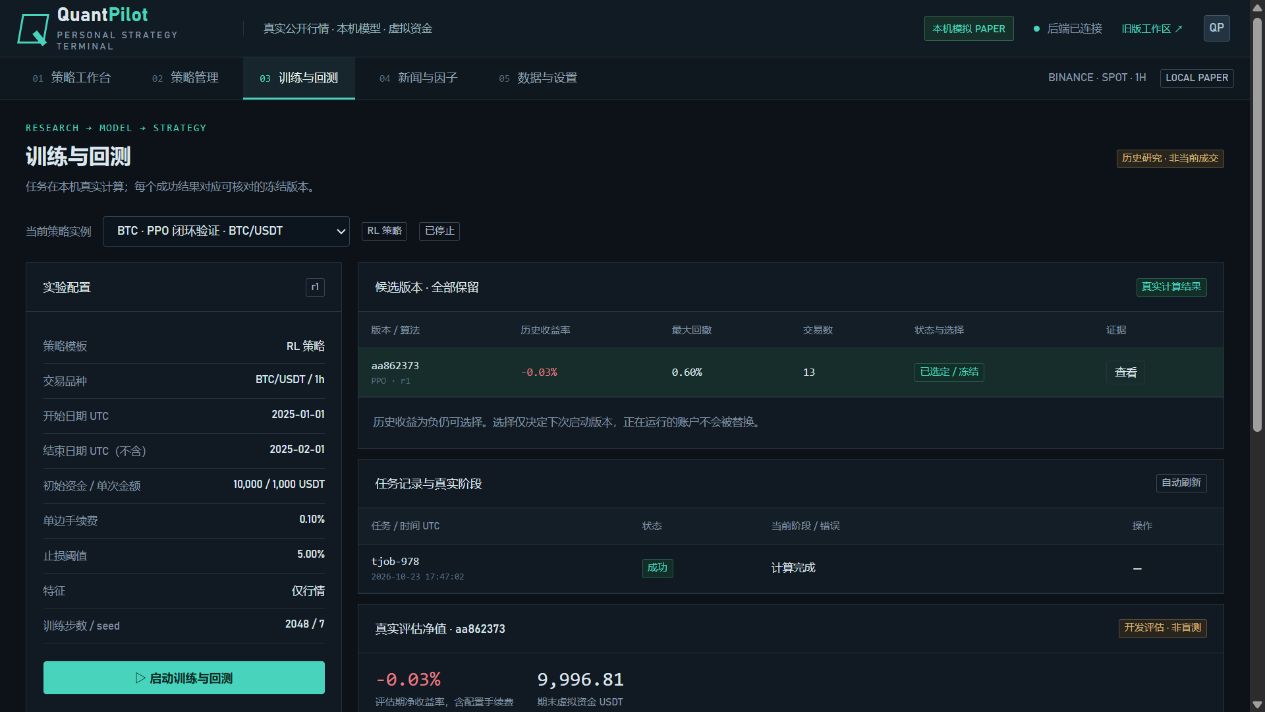 QuantPilot
PERSONAL STRATEGY
TERMINAL
真实公开行情 · 本机模型 · 虚拟资金
本机模拟 PAPER
后端已连接
旧版工作区 ↗
QP
01 策略工作台
02 策略管理
03 训练与回测
04 新闻与因子
05 数据与设置
BINANCE · SPOT · 1H
LOCAL PAPER
RESEARCH → MODEL → STRATEGY
训练与回测
历史研究 · 非当前成交
任务在本机真实计算；每个成功结果对应可核对的冻结版本。
当前策略实例
BTC · PPO 闭环验证 · BTC/USDT
RL 策略
已停止
实验配置
r1
策略模板 RL 策略
交易品种 BTC/USDT / 1h
开始日期 UTC 2025-01-01
结束日期 UTC（不含） 2025-02-01
初始资金 / 单次金额 10,000 / 1,000 USDT
单边手续费 0.10%
止损阈值 5.00%
特征 仅行情
训练步数 / seed 2048 / 7
▷ 启动训练与回测
候选版本 · 全部保留
真实计算结果
版本 / 算法 历史收益率 最大回撤 交易数 状态与选择 证据
aa862373 -0.03% 0.60% 13 已选定 / 冻结 查看
PPO · r1
历史收益为负仍可选择。选择仅决定下次启动版本，正在运行的账户不会被替换。
任务记录与真实阶段
自动刷新
任务 / 时间 UTC 状态 当前阶段 / 错误 操作
tjob-978 成功 计算完成 —
2026-10-23 17:47:02
真实评估净值 · aa862373
开发评估 · 非盲测
-0.03% 9,996.81
评估期净收益率，含配置手续费 期末虚拟资金 USDT